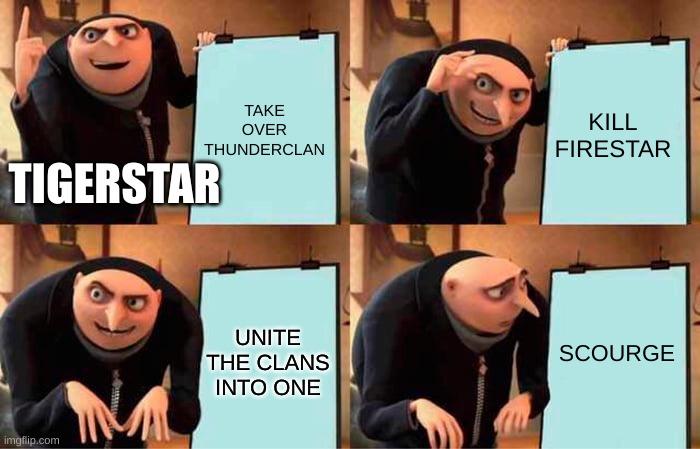 TAKE
OVER
THUNDERCLAN
TIGERSTAR
KILL
FIRESTAR
UNITE
THE CLANS
INTO ONE
SCOURGE
imgflip.com